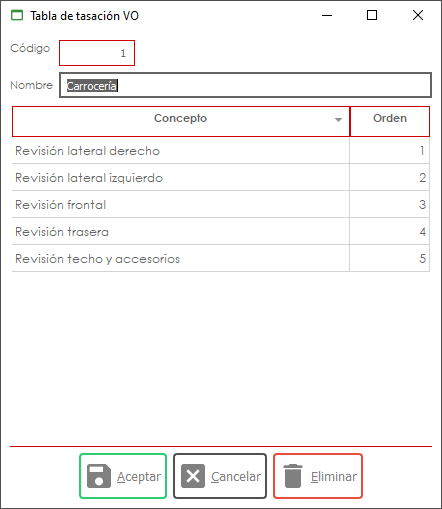 Tabla de tasación VO
Código 1
Nombre Carrocería
Concepto Orden
Revisión lateral derecho 1
Revisión lateral izquierdo 2
Revisión frontal 3
Revisión trasera 4
Revisión techo y accesorios 5
Aceptar Cancelar Eliminar